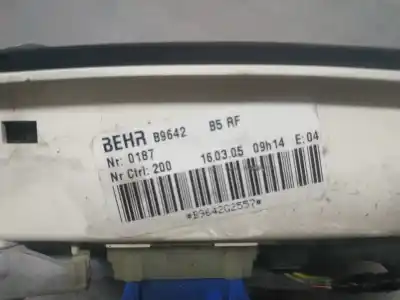 BEHR B9642 B5 RF
Nr: 0187
Nr Ctrl: 200 16.03.05 09h14 E:04
*B9642G2557*